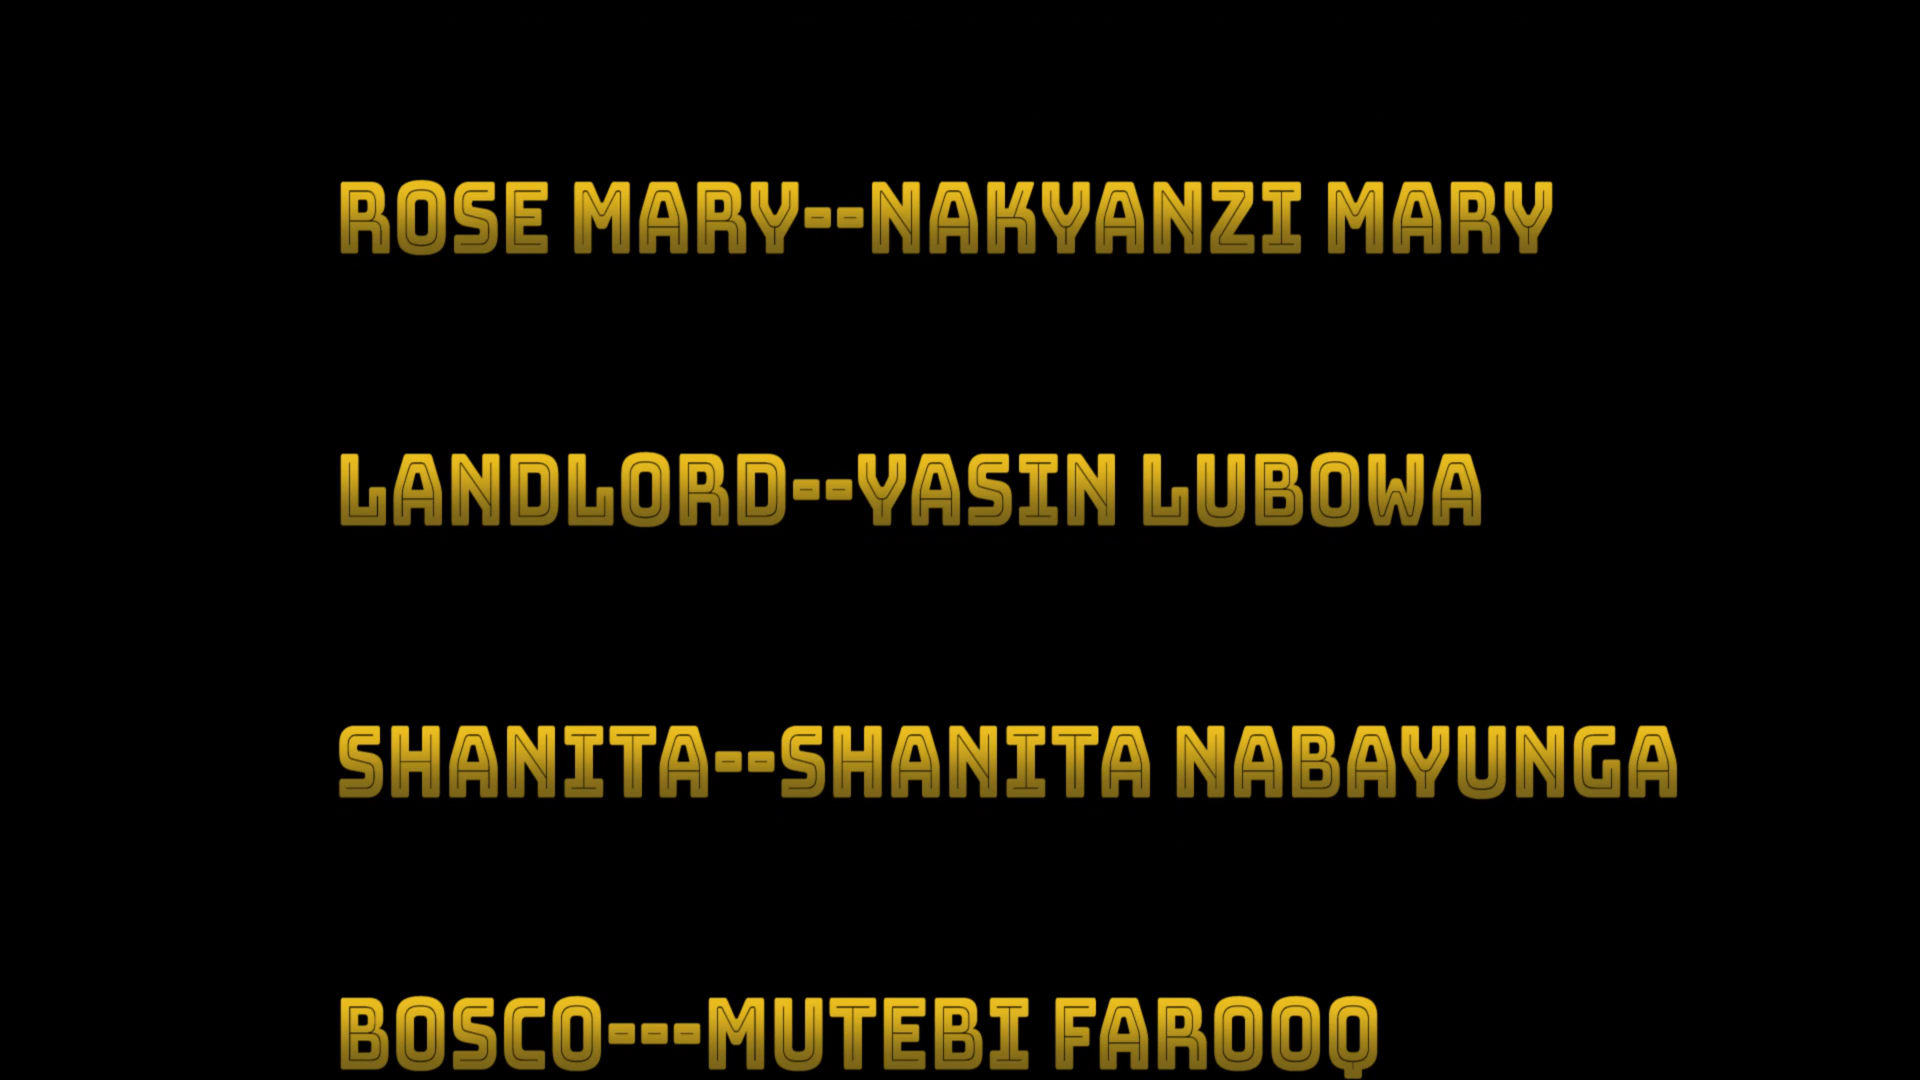 ROSE MARY--NAKYANZI MARY
LANDLORD--YASIN LUBOWA
SHANITA--SHANITA NABAYUNGA
BOSCO---MUTEBI FAROOQ